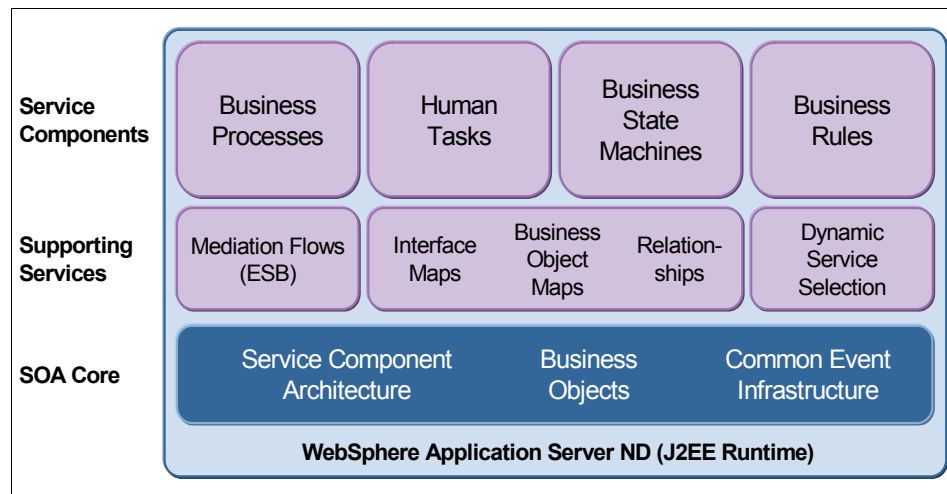 Service
Components
Business
Processes
Human
Tasks
Business
State
Machines
Business
Rules
Supporting
Services
Mediation Flows
(ESB)
Interface
Maps
Business
Object
Maps
Relation-
ships
Dynamic
Service
Selection
SOA Core
Service Component
Architecture
Business
Objects
Common Event
Infrastructure
WebSphere Application Server ND (J2EE Runtime)